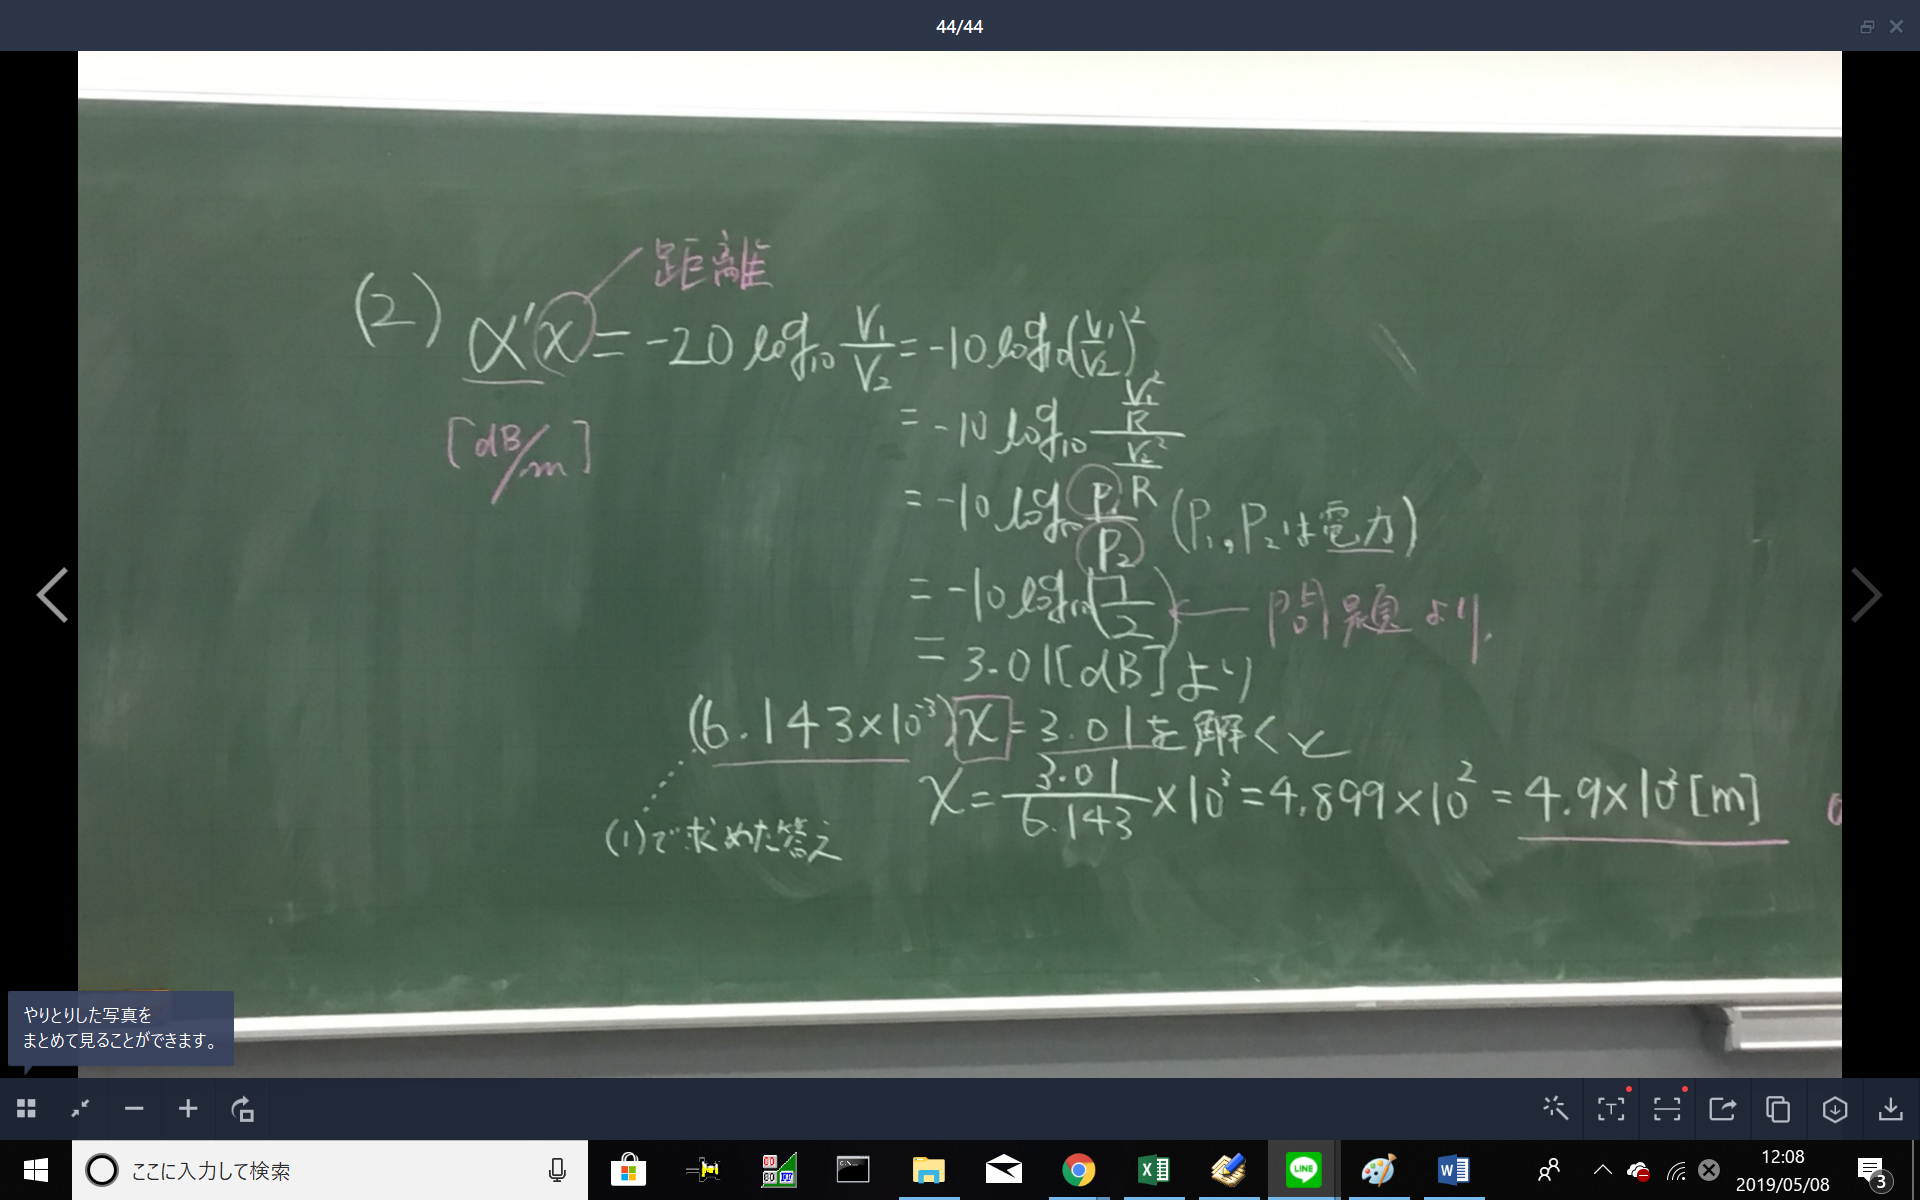 44/44
距離
(2) α'x = -20 log₁₀ V₁/V₂ = -10 log₁₀ (V₁/V₂)²
[dB/m]
= -10 log₁₀ (V₁²/R)/(V₂²/R)
= -10 log₁₀ P₁/P₂ (P₁, P₂は電力)
= -10 log₁₀ (1/2) ← 問題より,
= 3.01[dB]より
(6.143×10⁻³)x = 3.01を解くと
x = 3.01/6.143 ×10³ = 4.899×10² = 4.9×10²[m]
(1)で求めた答え
やりとりした写真を
まとめて見ることができます。
ここに入力して検索
LINE
12:08
2019/05/08
3